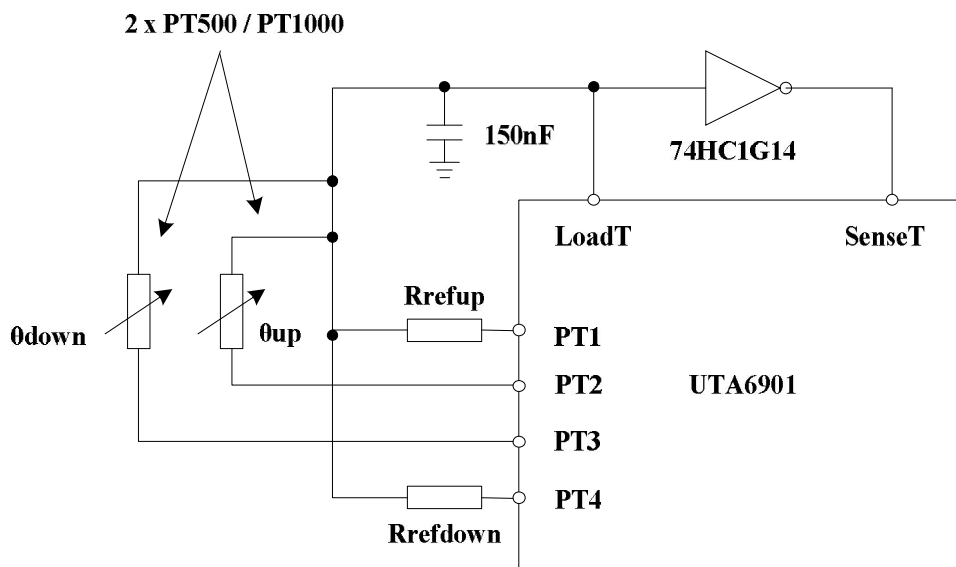 2 x PT500 / PT1000
150nF
74HC1G14
LoadT
SenseT
Rrefup
θdown
θup
PT1
PT2
UTA6901
PT3
PT4
Rrefdown